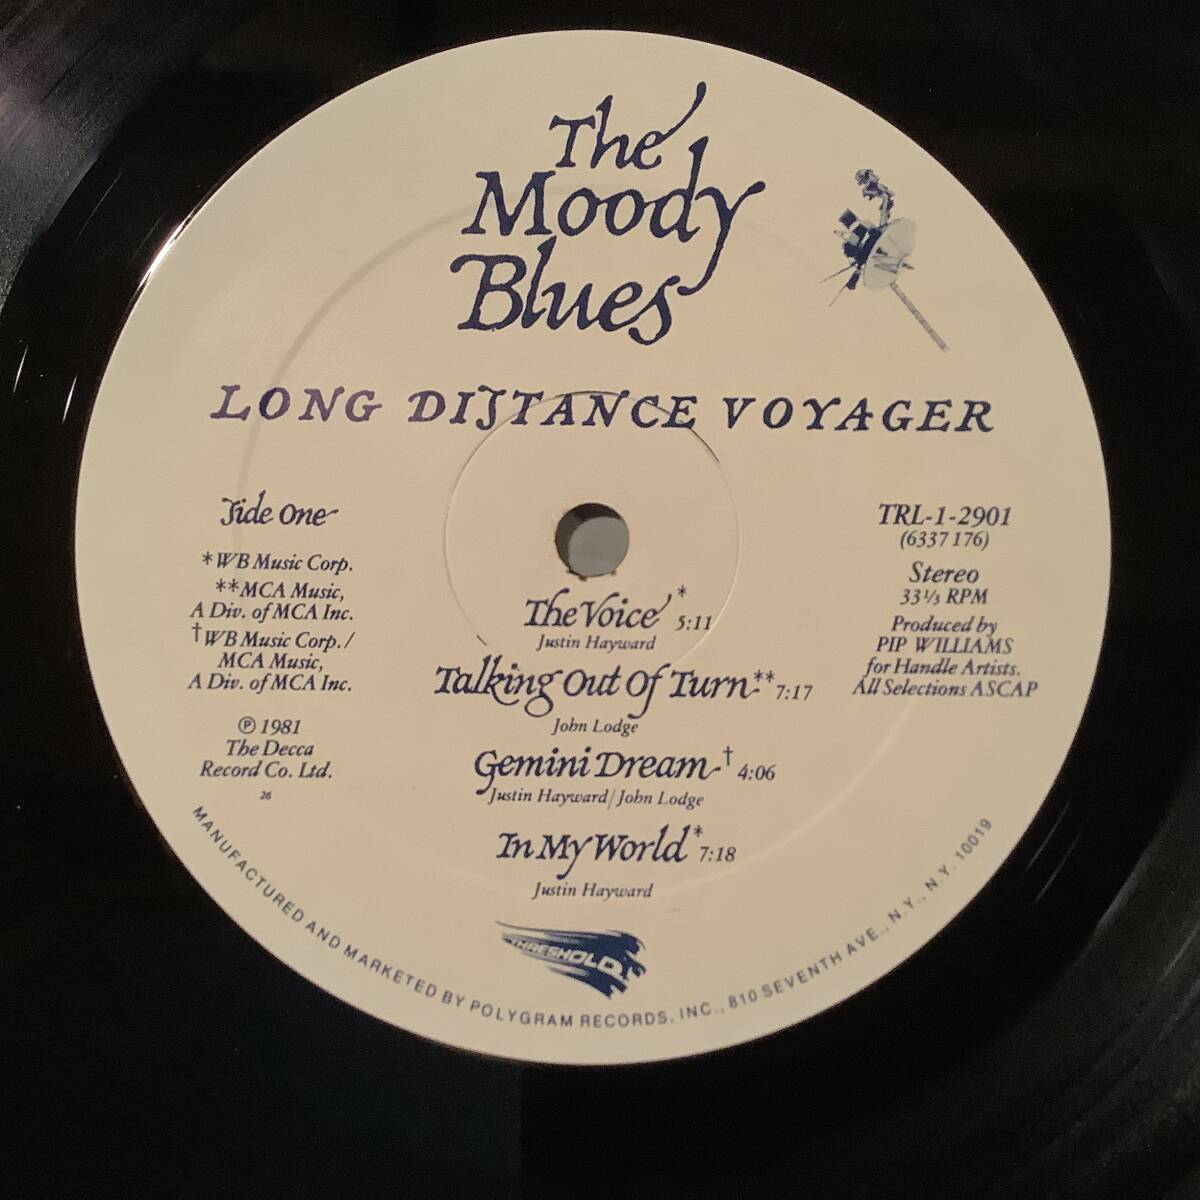 The
Moody
Blues
LONG DISTANCE VOYAGER
Side One
*WB Music Corp.
**MCA Music,
A Div. of MCA Inc.
†WB Music Corp./
MCA Music,
A Div. of MCA Inc.
℗ 1981
The Decca
Record Co. Ltd.
26
TRL-1-2901
(6337 176)
Stereo
33 1/3 RPM
Produced by
PIP WILLIAMS
for Handle Artists.
All Selections ASCAP
The Voice* 5:11
Justin Hayward
Talking Out Of Turn** 7:17
John Lodge
Gemini Dream† 4:06
Justin Hayward/John Lodge
In My World* 7:18
Justin Hayward
THRESHOLD
MANUFACTURED AND MARKETED BY POLYGRAM RECORDS, INC., 810 SEVENTH AVE., N.Y., N.Y. 10019